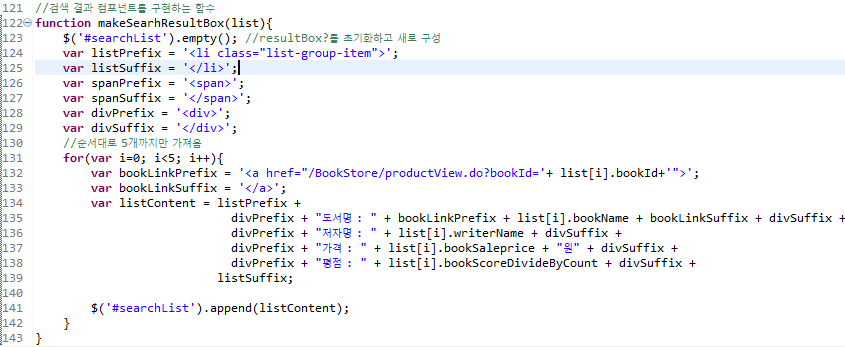 121 //검색 결과 컴포넌트를 구현하는 함수
122 function makeSearhResultBox(list){
123 $('#searchList').empty(); //resultBox?를 초기화하고 새로 구성
124 var listPrefix = '<li class="list-group-item">';
125 var listSuffix = '</li>';
126 var spanPrefix = '<span>';
127 var spanSuffix = '</span>';
128 var divPrefix = '<div>';
129 var divSuffix = '</div>';
130 //순서대로 5개까지만 가져옴
131 for(var i=0; i<5; i++){
132 var bookLinkPrefix = '<a href="/BookStore/productView.do?bookId='+ list[i].bookId+'">';
133 var bookLinkSuffix = '</a>';
134 var listContent = listPrefix +
135 divPrefix + "도서명 : " + bookLinkPrefix + list[i].bookName + bookLinkSuffix + divSuffix +
136 divPrefix + "저자명 : " + list[i].writerName + divSuffix +
137 divPrefix + "가격 : " + list[i].bookSaleprice + "원" + divSuffix +
138 divPrefix + "평점 : " + list[i].bookScoreDivideByCount + divSuffix +
139 listSuffix;
140
141 $('#searchList').append(listContent);
142 }
143 }